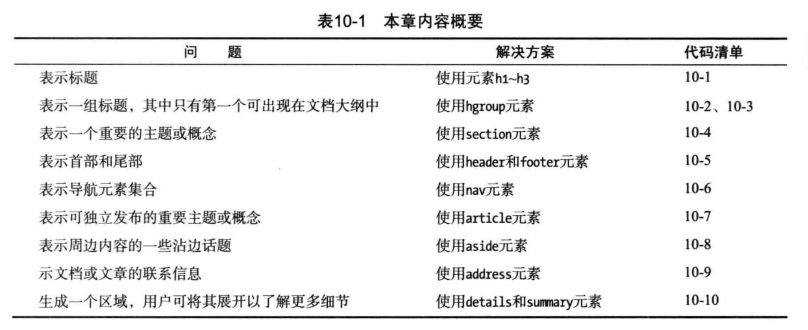 表10-1 本章内容概要
问 题 解决方案 代码清单
表示标题 使用元素h1~h3 10-1
表示一组标题，其中只有第一个可出现在文档大纲中 使用hgroup元素 10-2、10-3
表示一个重要的主题或概念 使用section元素 10-4
表示首部和尾部 使用header和footer元素 10-5
表示导航元素集合 使用nav元素 10-6
表示可独立发布的重要主题或概念 使用article元素 10-7
表示周边内容的一些沾边话题 使用aside元素 10-8
示文档或文章的联系信息 使用address元素 10-9
生成一个区域，用户可将其展开以了解更多细节 使用details和summary元素 10-10